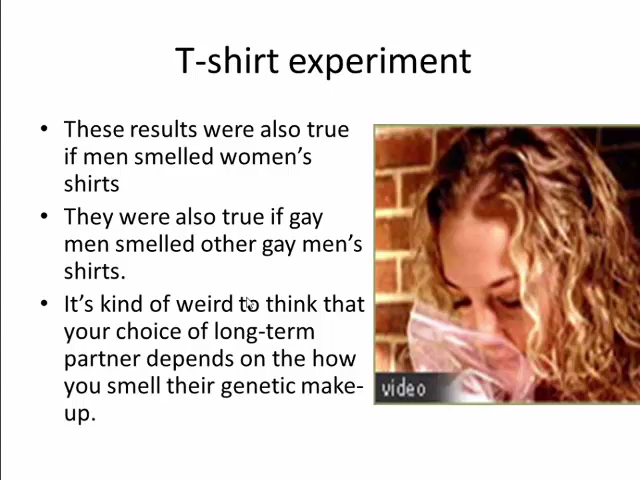 T-shirt experiment
• These results were also true
if men smelled women's
shirts
• They were also true if gay
men smelled other gay men's
shirts.
• It's kind of weird to think that
your choice of long-term
partner depends on the how
you smell their genetic make-
up.
video